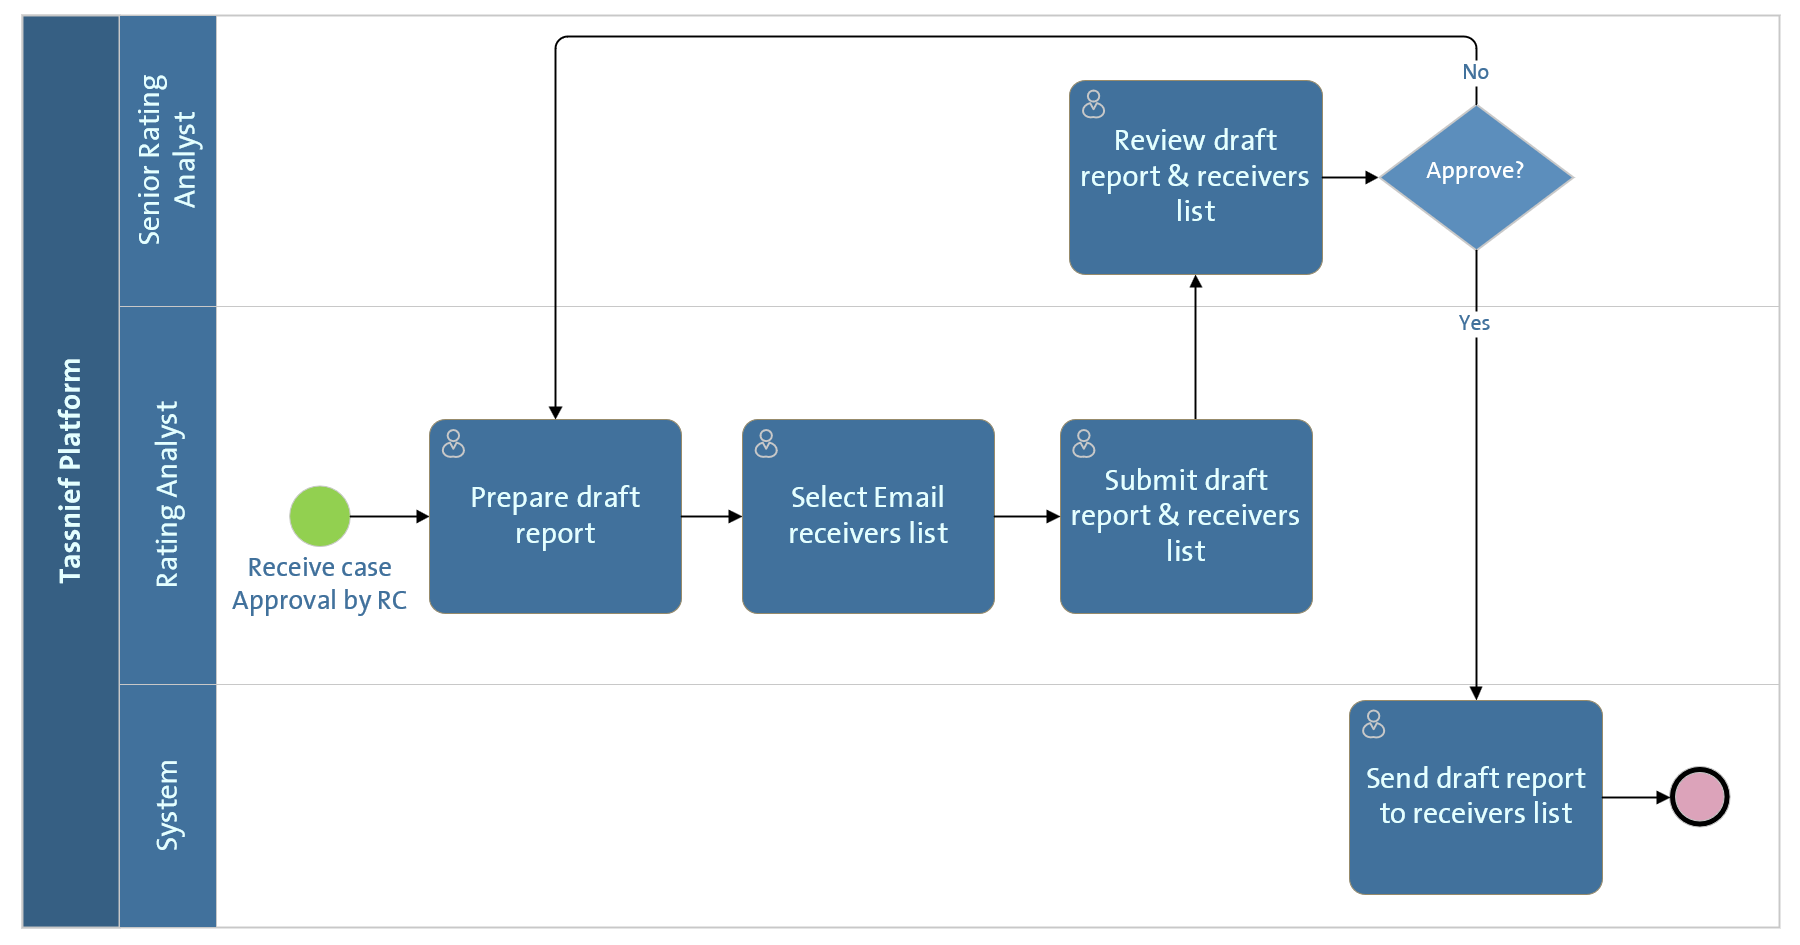 Tassnief Platform
Senior Rating
Analyst
No
Review draft
report & receivers
list
Approve?
Yes
Rating Analyst
Receive case
Approval by RC
Prepare draft
report
Select Email
receivers list
Submit draft
report & receivers
list
System
Send draft report
to receivers list